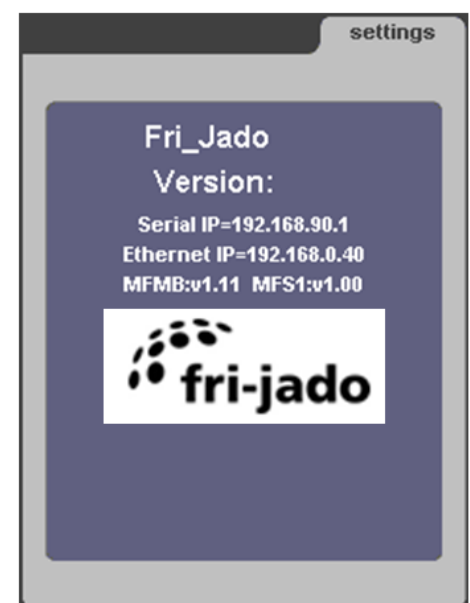 settings
Fri_Jado
Version:
Serial IP=192.168.90.1
Ethernet IP=192.168.0.40
MFMB:v1.11 MFS1:v1.00
fri-jado